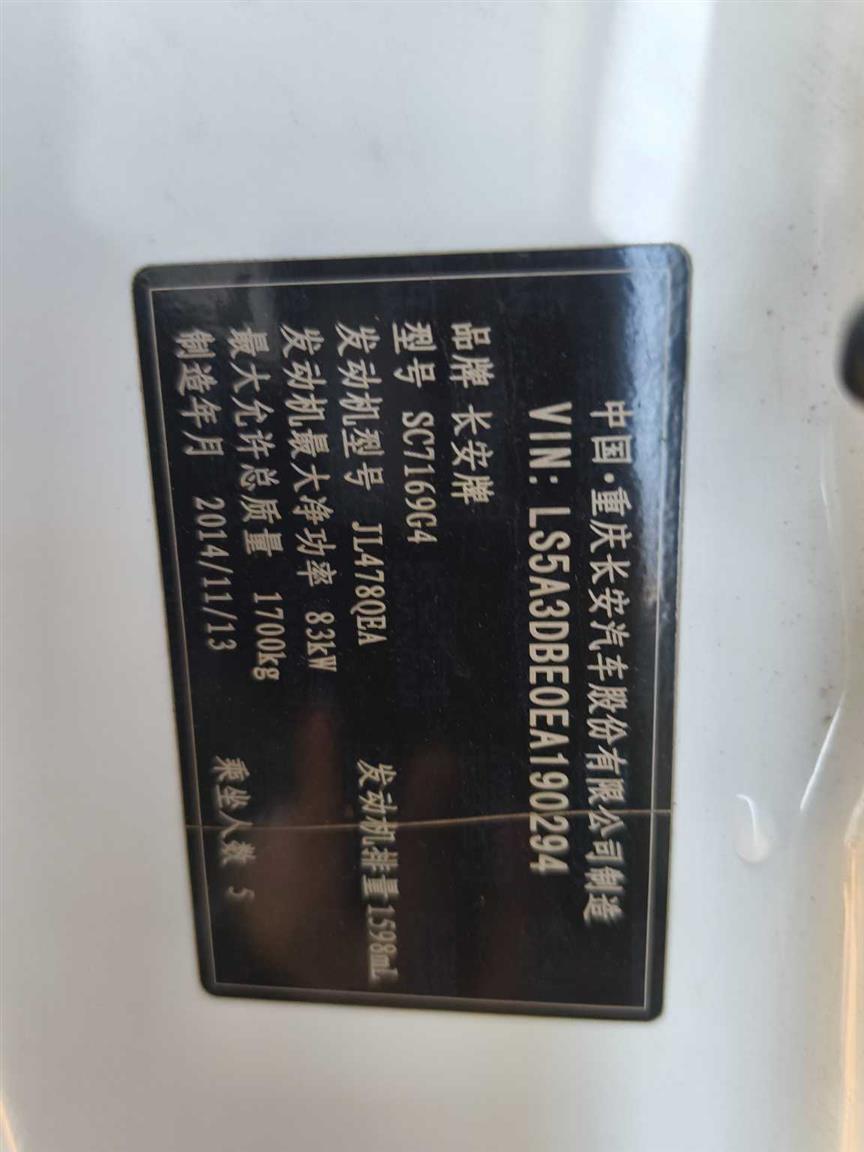 中国·重庆长安汽车股份有限公司制造
VIN: LS5A3DBE0EA190294
品牌 长安牌
型号 SC7169G4
发动机型号 JL478QEA 发动机排量 1598mL
发动机最大净功率 83kW
最大允许总质量 1700kg
制造年月 2014/11/13 乘坐人数 5